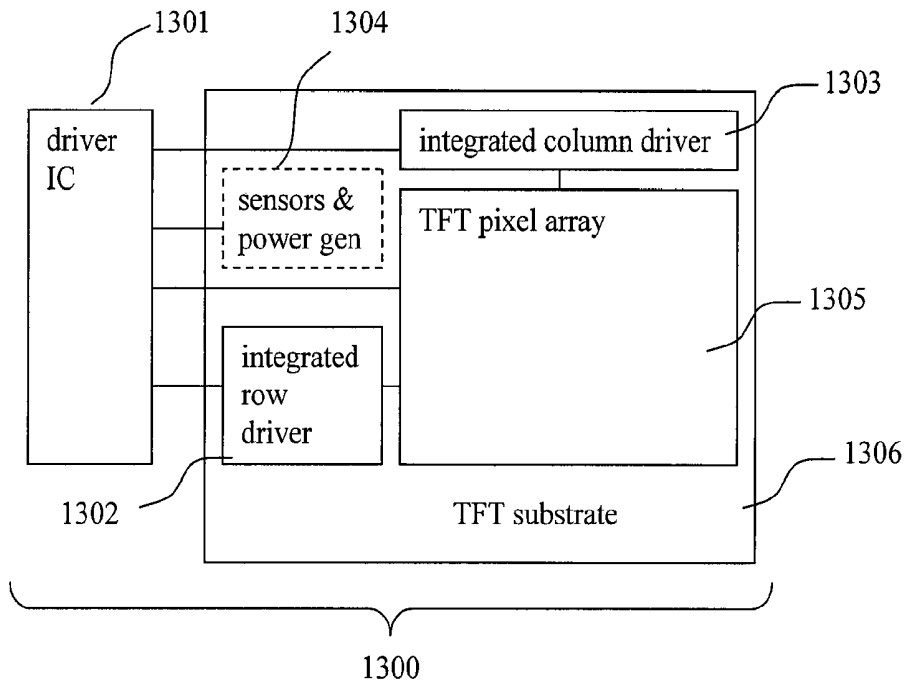 1301
1304
1303
driver
IC
integrated column driver
sensors &
power gen
TFT pixel array
1305
integrated
row
driver
1306
1302
TFT substrate
1300